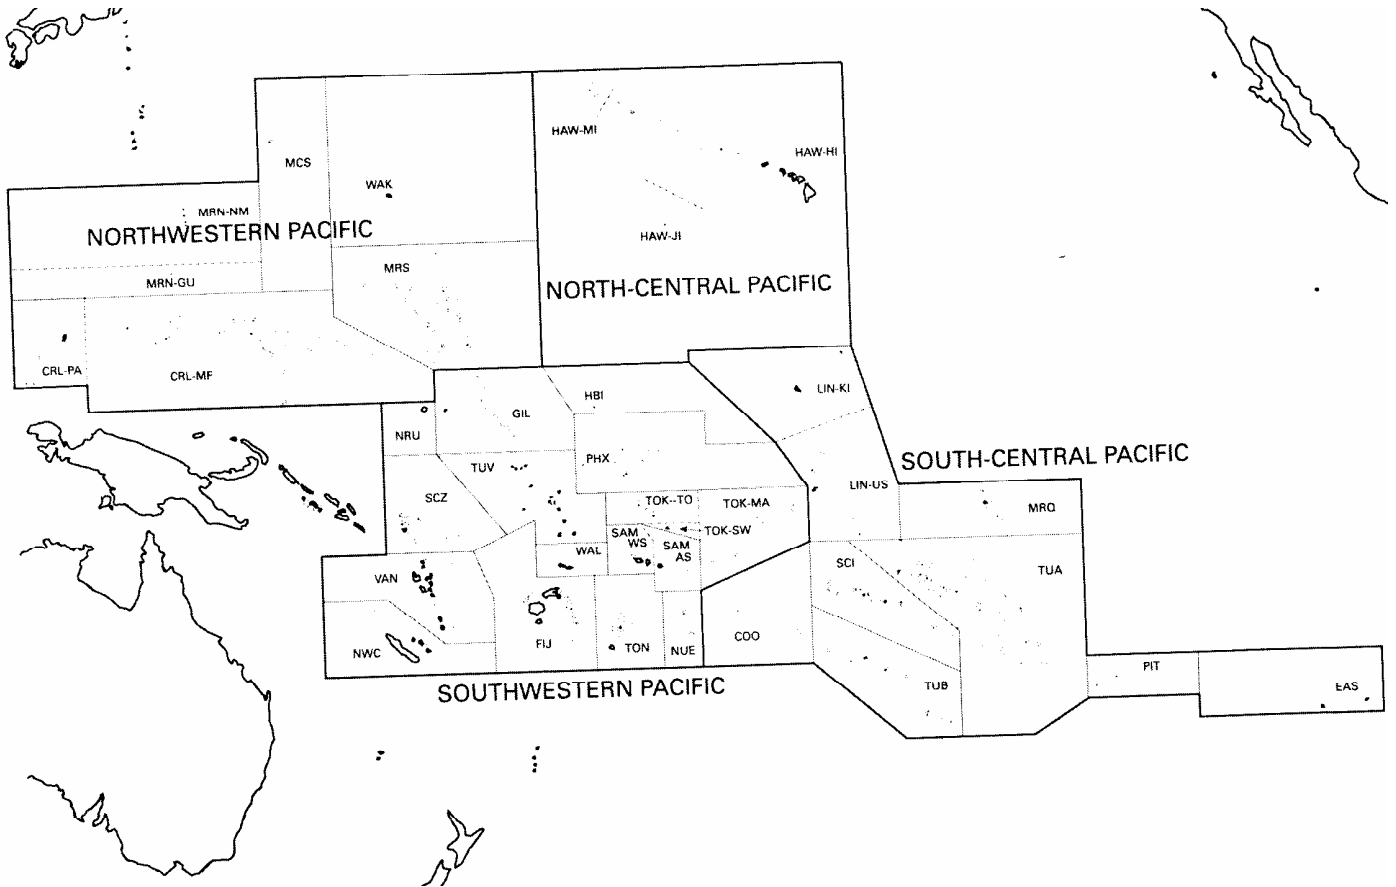 HAW-MI
HAW-HI
MCS
WAK
MRN-NM
NORTHWESTERN PACIFIC
HAW-JI
MRS
MRN-GU
NORTH-CENTRAL PACIFIC
CRL-PA
CRL-MF
LIN-KI
HBI
GIL
NRU
SOUTH-CENTRAL PACIFIC
PHX
TUV
LIN-US
SCZ
TOK--TO
TOK-MA
MRQ
TOK-SW
SAM
WS
SAM
AS
WAL
SCI
TUA
VAN
COO
FIJ
TON
NUE
NWC
PIT
TUB
EAS
SOUTHWESTERN PACIFIC